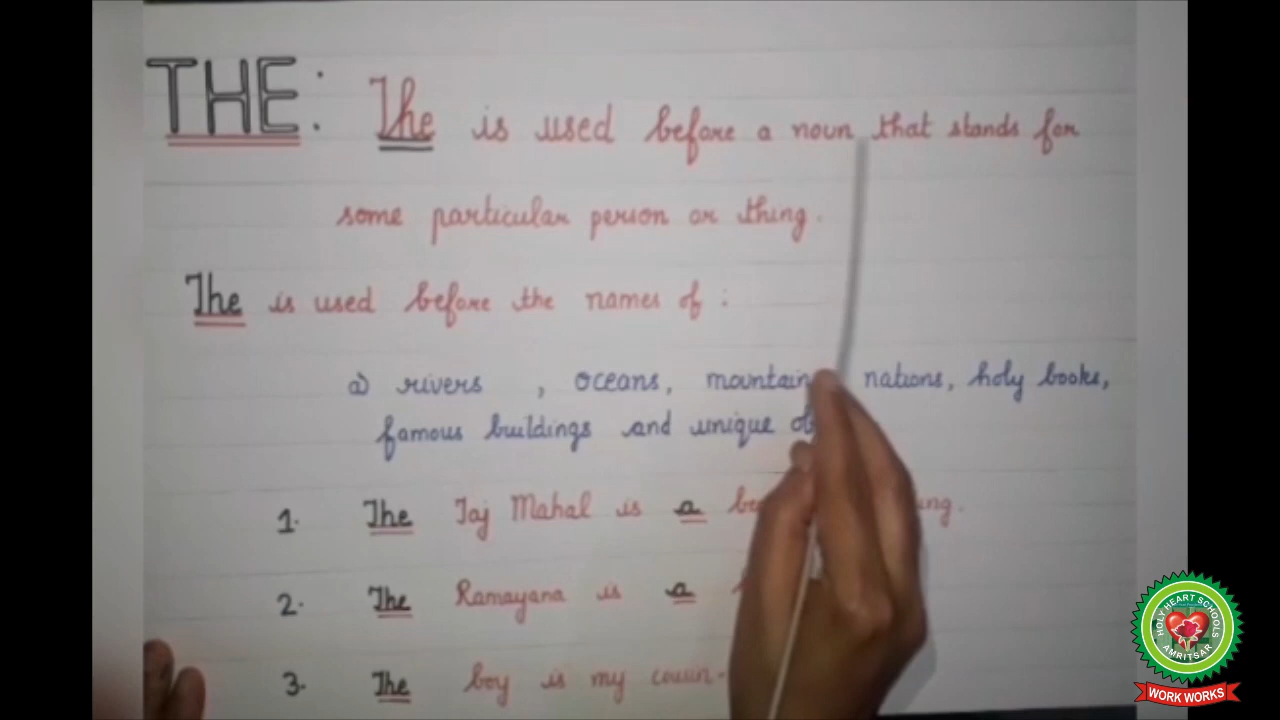 THE: The is used before a noun that stands for
some particular person or thing.
The is used before the names of :
a) rivers , oceans, mountain nations, holy books,
famous buildings and unique
1. The Taj Mahal is a
2. The Ramayana is a
3. The boy is my cousin.
HOLY HEART SCHOOLS
AMRITSAR
WORK WORKS